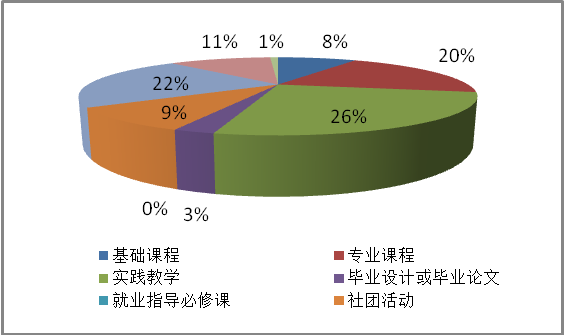 11% 1% 8%
20%
22%
9% 26%
0% 3%
基础课程 专业课程
实践教学 毕业设计或毕业论文
就业指导必修课 社团活动